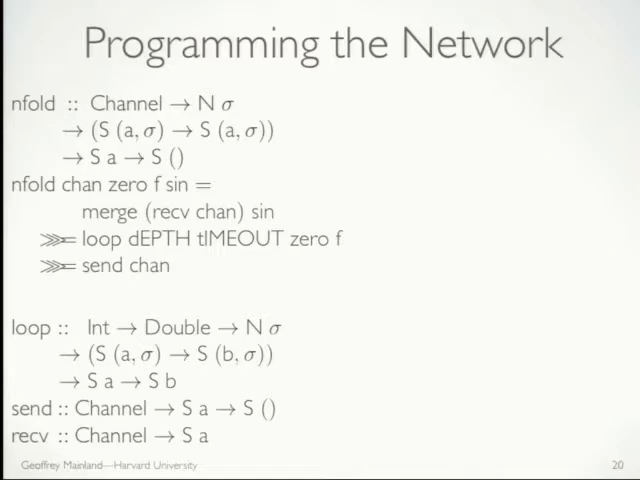 Programming the Network
nfold :: Channel → N σ
→ (S (a, σ) → S (a, σ))
→ S a → S ()
nfold chan zero f sin =
merge (recv chan) sin
⋙= loop dEPTH tIMEOUT zero f
⋙= send chan
loop :: Int → Double → N σ
→ (S (a, σ) → S (b, σ))
→ S a → S b
send :: Channel → S a → S ()
recv :: Channel → S a
Geoffrey Mainland—Harvard University
20